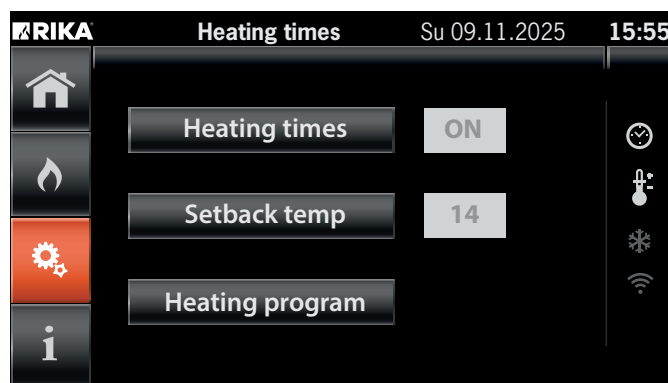 RIKA Heating times Su 09.11.2025 15:55
Heating times ON
Setback temp 14
Heating program
i